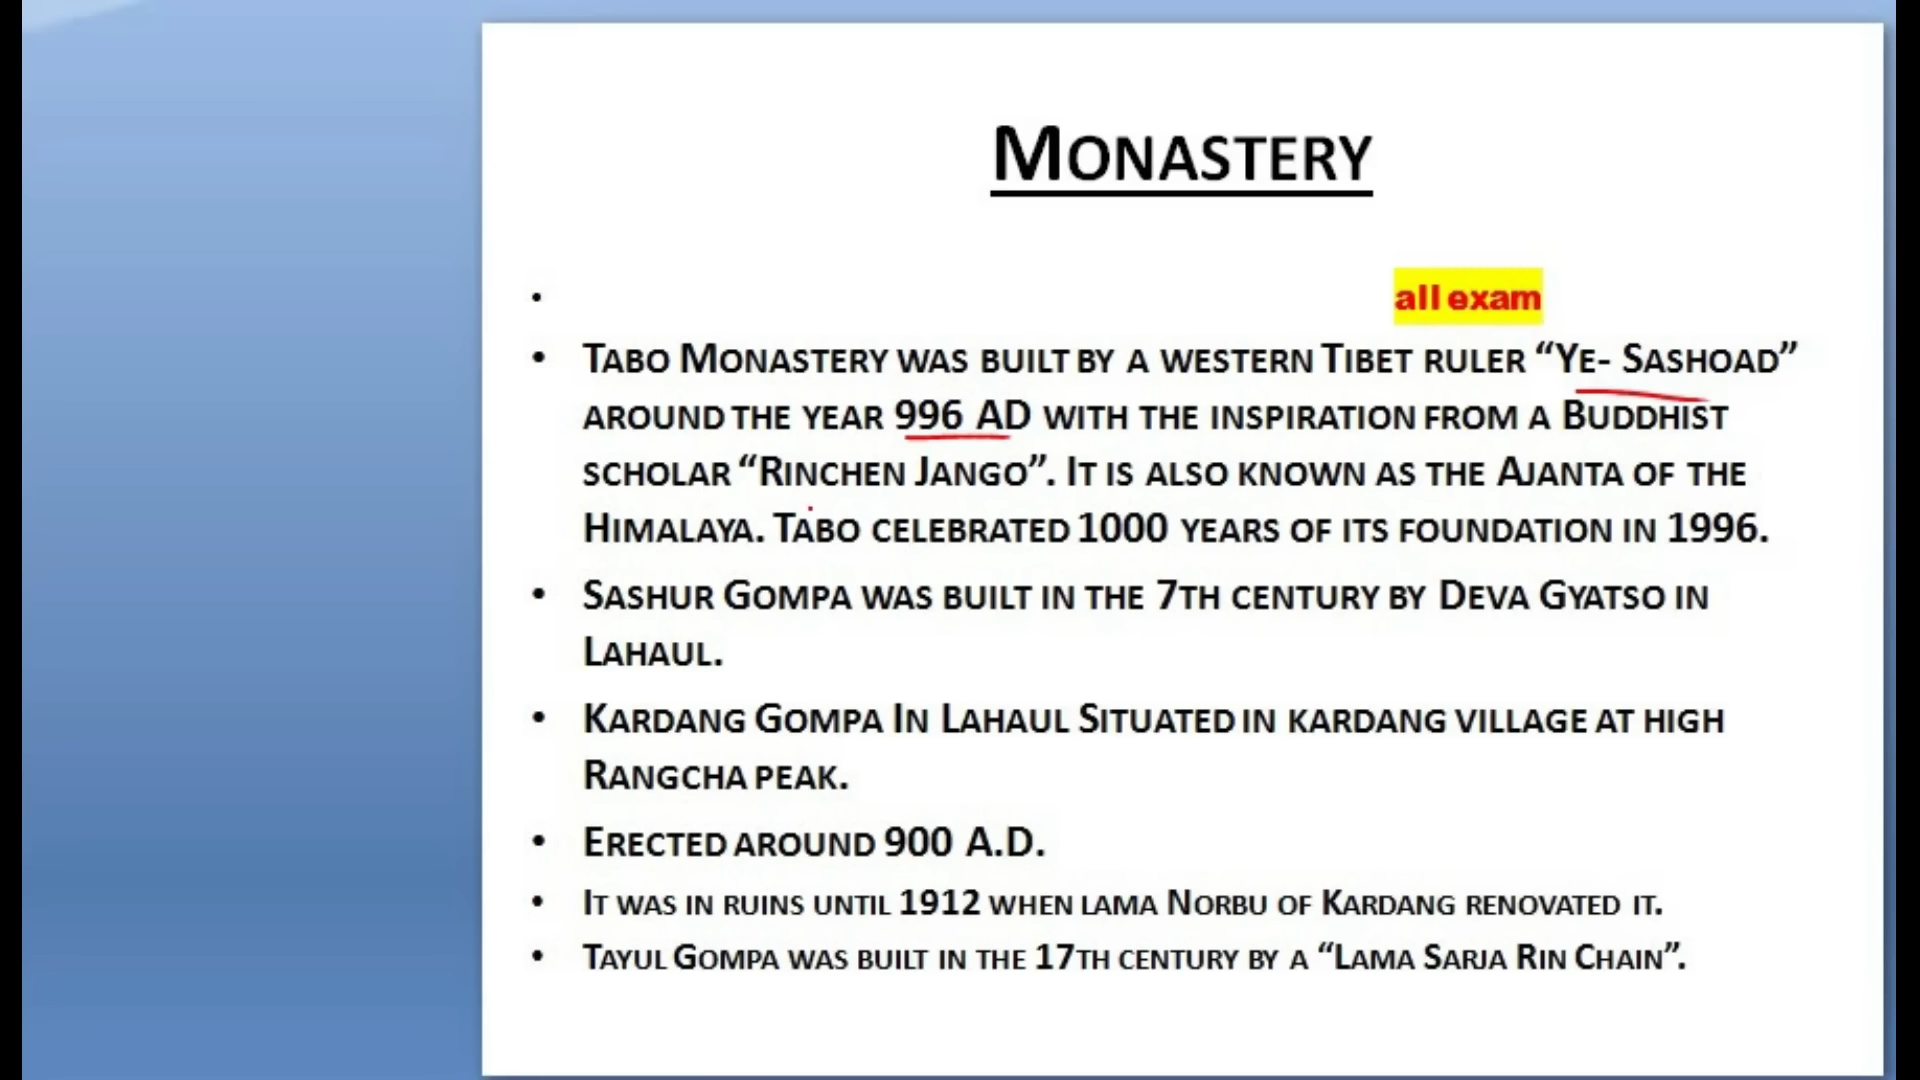 MONASTERY
• all exam
• TABO MONASTERY WAS BUILT BY A WESTERN TIBET RULER “YE- SASHOAD”
AROUND THE YEAR 996 AD WITH THE INSPIRATION FROM A BUDDHIST
SCHOLAR “RINCHEN JANGO”. IT IS ALSO KNOWN AS THE AJANTA OF THE
HIMALAYA. TABO CELEBRATED 1000 YEARS OF ITS FOUNDATION IN 1996.
• SASHUR GOMPA WAS BUILT IN THE 7TH CENTURY BY DEVA GYATSO IN
LAHAUL.
• KARDANG GOMPA IN LAHAUL SITUATED IN KARDANG VILLAGE AT HIGH
RANGCHA PEAK.
• ERECTED AROUND 900 A.D.
• IT WAS IN RUINS UNTIL 1912 WHEN LAMA NORBU OF KARDANG RENOVATED IT.
• TAYUL GOMPA WAS BUILT IN THE 17TH CENTURY BY A “LAMA SARJA RIN CHAIN”.